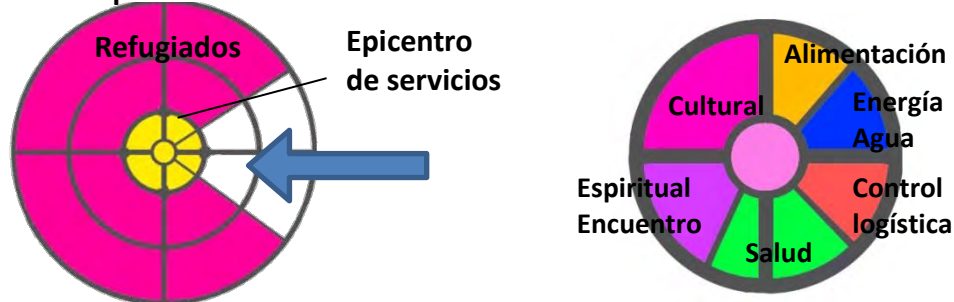 Refugiados
Epicentro
de servicios
Alimentación
Cultural
Energía
Agua
Espiritual
Encuentro
Control
logística
Salud